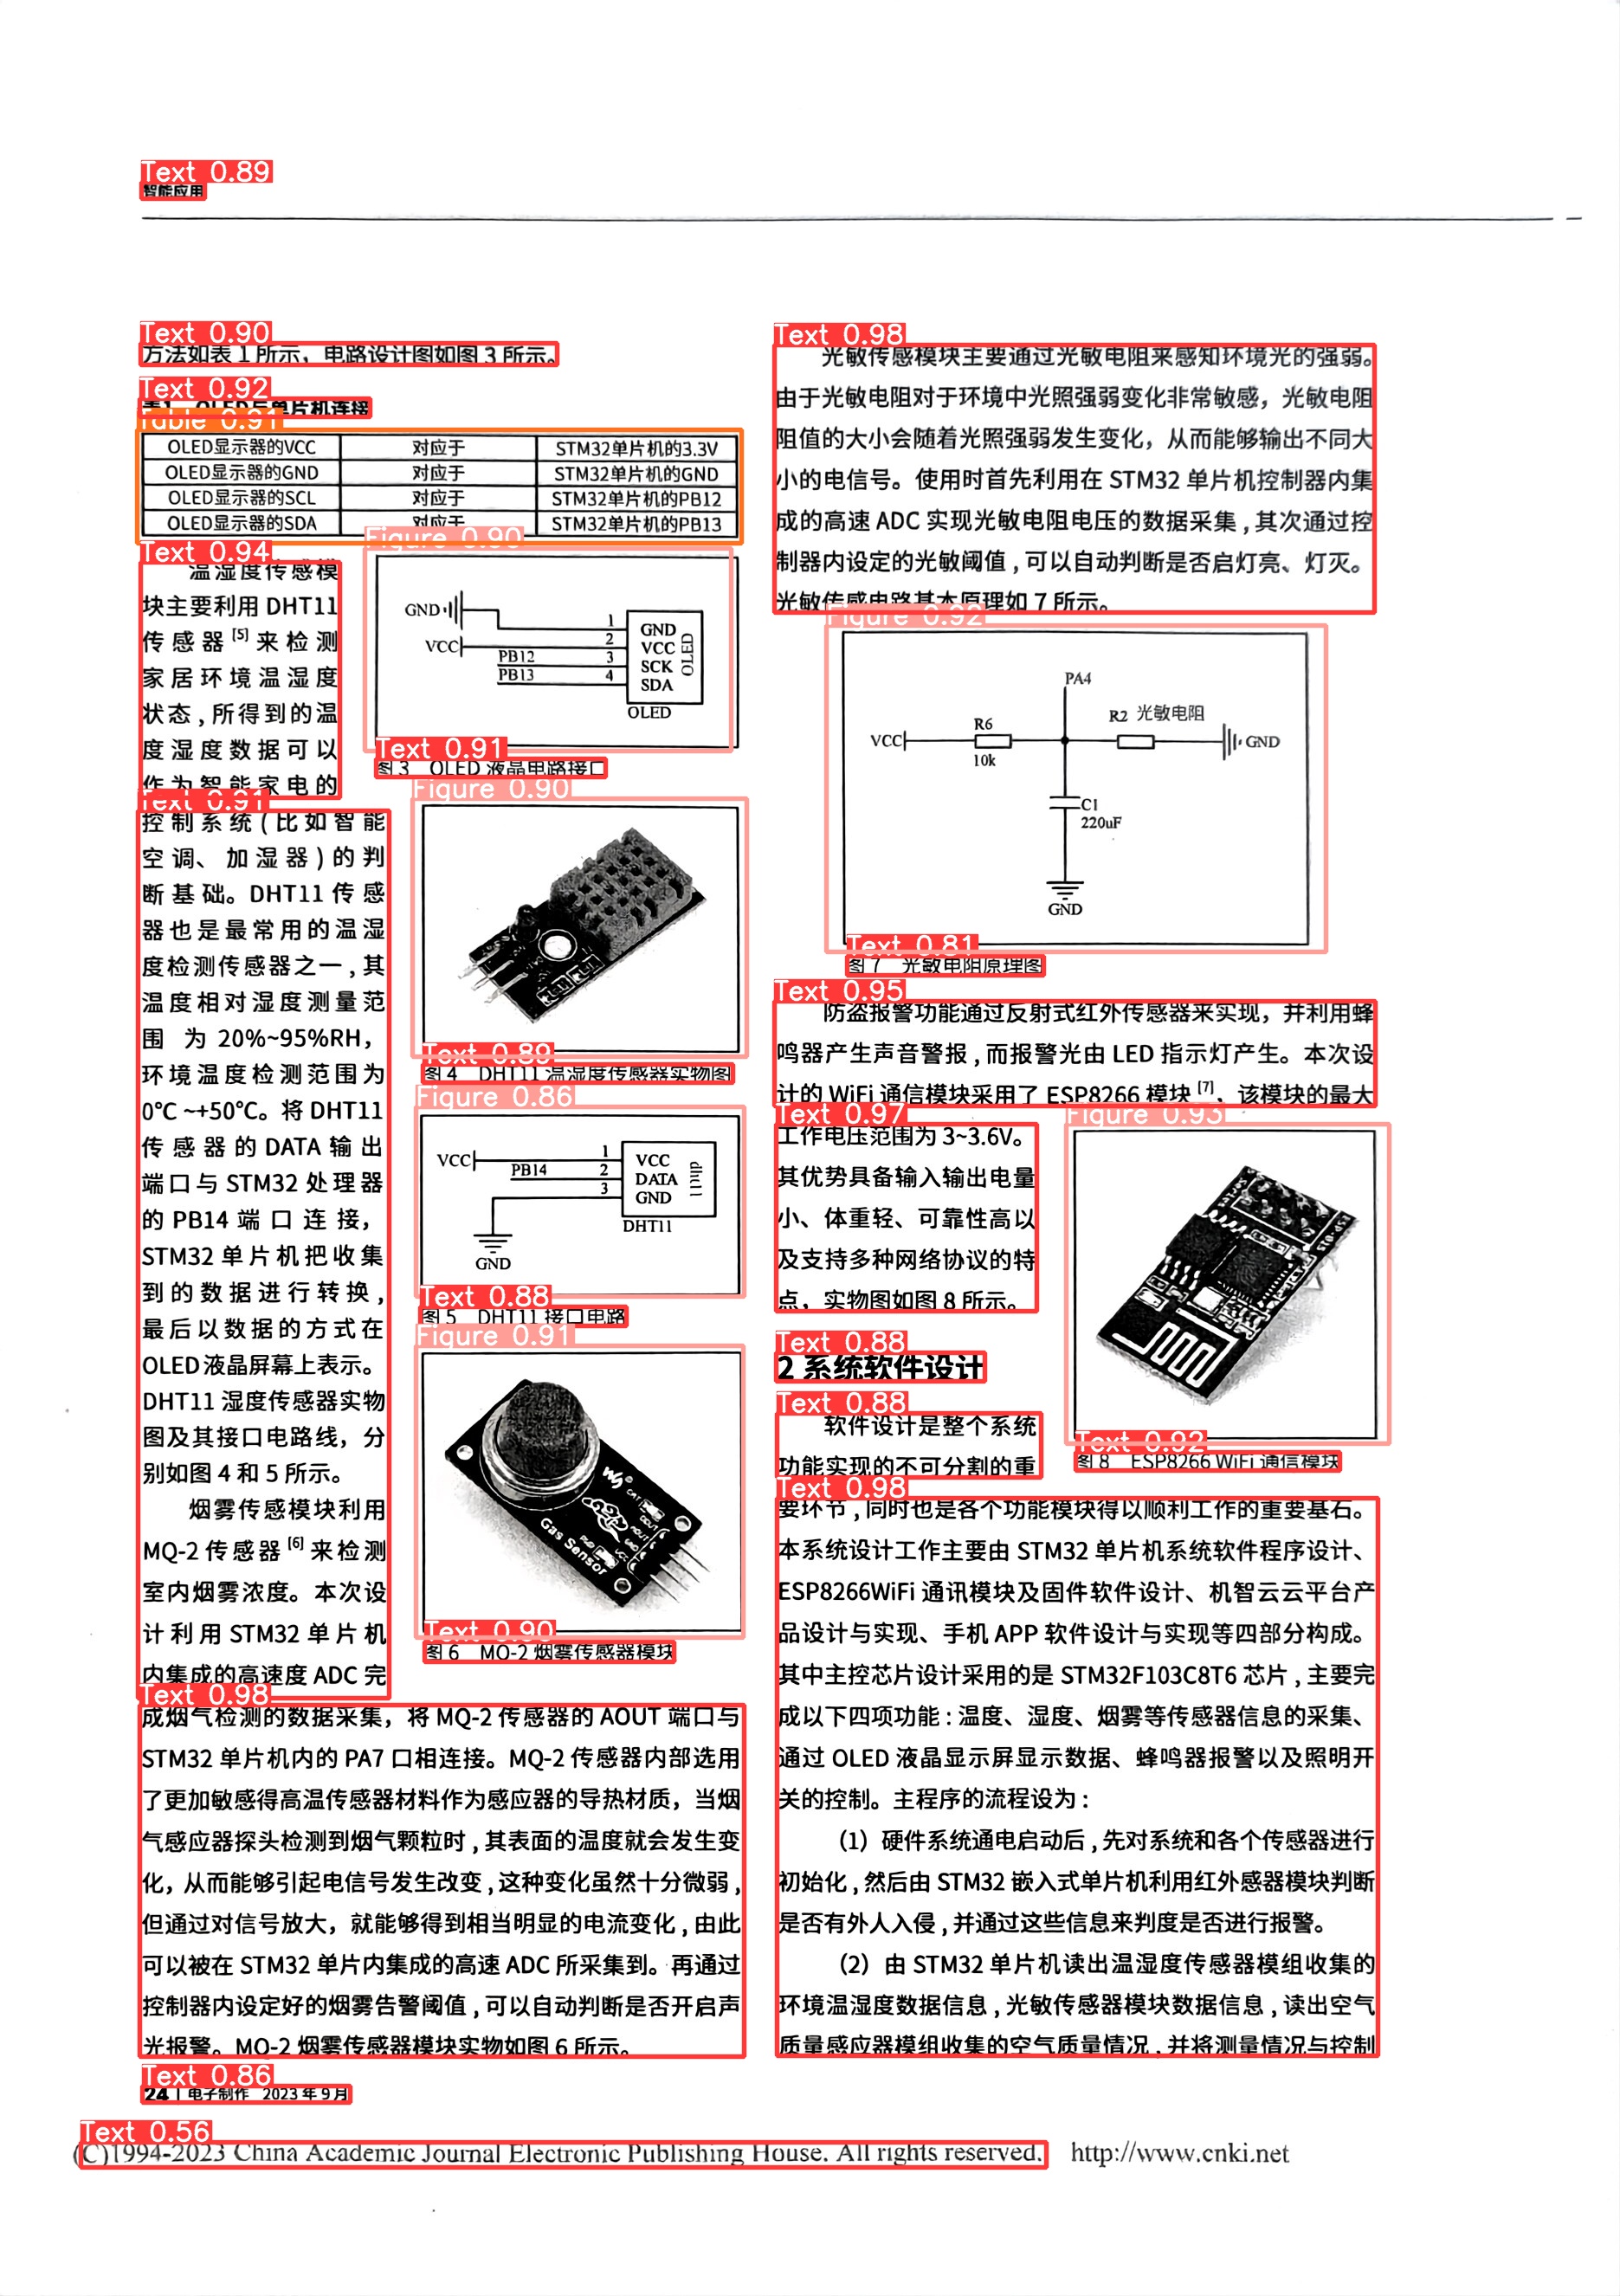 Text 0.89
智能应用
Text 0.90
方法如表 1 所示，电路设计图如图 3 所示。
Text 0.92
表1 OLED与单片机连接
Table 0.91
OLED显示器的VCC 对应于 STM32单片机的3.3V
OLED显示器的GND 对应于 STM32单片机的GND
OLED显示器的SCL 对应于 STM32单片机的PB12
OLED显示器的SDA 对应于 STM32单片机的PB13
Text 0.94
温湿度传感模
块主要利用 DHT11
传感器 [5] 来检测
家居环境温湿度
状态，所得到的温
度湿度数据可以
作为智能家电的
Text 0.91
控制系统(比如智能
空调、加湿器)的判
断基础。DHT11 传感
器也是最常用的温湿
度检测传感器之一，其
温度相对湿度测量范
围 为 20%~95%RH，
环境温度检测范围为
0℃ ~+50℃。将 DHT11
传感器的 DATA 输出
端口与 STM32 处理器
的 PB14 端口连接，
STM32 单片机把收集
到的数据进行转换，
最后以数据的方式在
OLED液晶屏幕上表示。
DHT11 湿度传感器实物
图及其接口电路线，分
别如图 4 和 5 所示。
烟雾传感模块利用
MQ-2 传感器 [6] 来检测
室内烟雾浓度。本次设
计利用 STM32 单片机
内集成的高速度 ADC 完
Figure 0.90
GND
VCC
PB12
PB13
1
2
3
4
GND
VCC
SCK
SDA
OLED
OLED
Text 0.91
图 3 OLED 液晶电路接口
Figure 0.90
Text 0.89
图 4 DHT11 温湿度传感器实物图
Figure 0.86
VCC
PB14
1
2
3
VCC
DATA
GND
dht11
DHT11
GND
Text 0.88
图 5 DHT11 接口电路
Figure 0.91
Gas Sensor
Text 0.90
图 6 MQ-2 烟雾传感器模块
Text 0.98
成烟气检测的数据采集，将 MQ-2 传感器的 AOUT 端口与
STM32 单片机内的 PA7 口相连接。MQ-2 传感器内部选用
了更加敏感得高温传感器材料作为感应器的导热材质，当烟
气感应器探头检测到烟气颗粒时，其表面的温度就会发生变
化，从而能够引起电信号发生改变，这种变化虽然十分微弱，
但通过对信号放大，就能够得到相当明显的电流变化，由此
可以被在 STM32 单片内集成的高速 ADC 所采集到。再通过
控制器内设定好的烟雾告警阈值，可以自动判断是否开启声
光报警。MQ-2 烟雾传感器模块实物如图 6 所示。
Text 0.98
光敏传感模块主要通过光敏电阻来感知环境光的强弱。
由于光敏电阻对于环境中光照强弱变化非常敏感，光敏电阻
阻值的大小会随着光照强弱发生变化，从而能够输出不同大
小的电信号。使用时首先利用在 STM32 单片机控制器内集
成的高速 ADC 实现光敏电阻电压的数据采集，其次通过控
制器内设定的光敏阈值，可以自动判断是否启灯亮、灯灭。
光敏传感电路基本原理如 7 所示。
Figure 0.92
PA4
VCC
R6
10k
R2 光敏电阻
GND
C1
220uF
GND
Text 0.81
图 7 光敏电阻原理图
Text 0.95
防盗报警功能通过反射式红外传感器来实现，并利用蜂
鸣器产生声音警报，而报警光由 LED 指示灯产生。本次设
计的 WiFi 通信模块采用了 ESP8266 模块 [7]，该模块的最大
Text 0.97
工作电压范围为 3~3.6V。
其优势具备输入输出电量
小、体重轻、可靠性高以
及支持多种网络协议的特
点，实物图如图 8 所示。
Figure 0.93
Text 0.92
图 8 ESP8266 WiFi 通信模块
Text 0.88
2 系统软件设计
Text 0.88
软件设计是整个系统
功能实现的不可分割的重
Text 0.98
要环节，同时也是各个功能模块得以顺利工作的重要基石。
本系统设计工作主要由 STM32 单片机系统软件程序设计、
ESP8266WiFi 通讯模块及固件软件设计、机智云云平台产
品设计与实现、手机 APP 软件设计与实现等四部分构成。
其中主控芯片设计采用的是 STM32F103C8T6 芯片，主要完
成以下四项功能：温度、湿度、烟雾等传感器信息的采集、
通过 OLED 液晶显示屏显示数据、蜂鸣器报警以及照明开
关的控制。主程序的流程设为：
(1) 硬件系统通电启动后，先对系统和各个传感器进行
初始化，然后由 STM32 嵌入式单片机利用红外感器模块判断
是否有外人入侵，并通过这些信息来判度是否进行报警。
(2) 由 STM32 单片机读出温湿度传感器模组收集的
环境温湿度数据信息，光敏传感器模块数据信息，读出空气
质量感应器模组收集的空气质量情况，并将测量情况与控制
Text 0.86
24 | 电子制作 2023 年 9 月
Text 0.56
(C)1994-2023 China Academic Journal Electronic Publishing House. All rights reserved. http://www.cnki.net